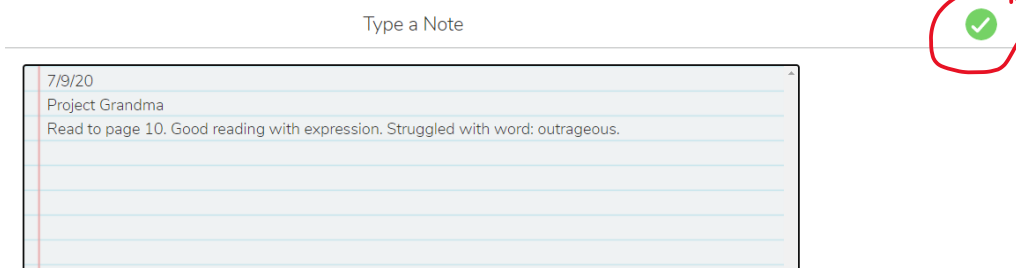 Type a Note
7/9/20
Project Grandma
Read to page 10. Good reading with expression. Struggled with word: outrageous.